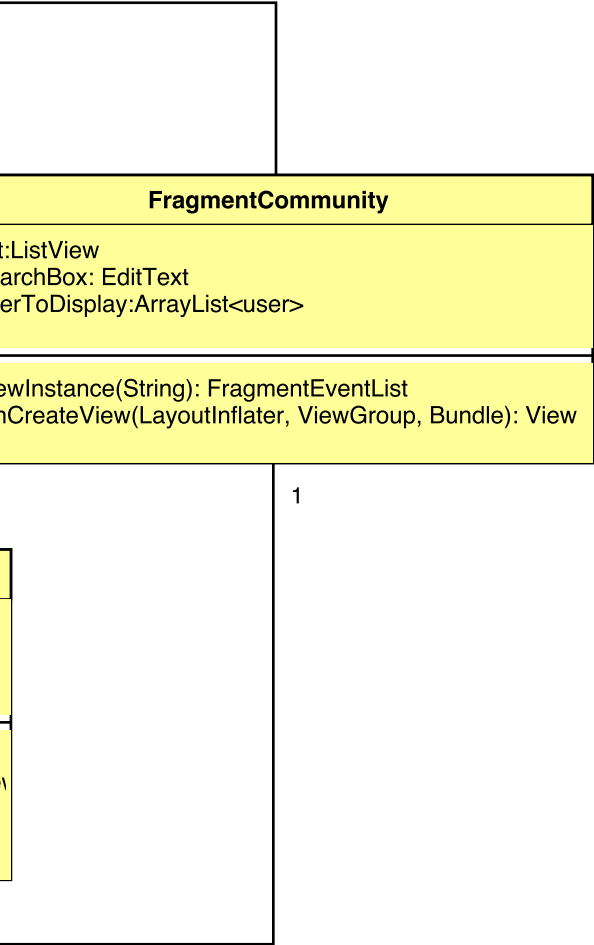 FragmentCommunity
t:ListView
archBox: EditText
erToDisplay:ArrayList<user>
ewInstance(String): FragmentEventList
nCreateView(LayoutInflater, ViewGroup, Bundle): View
1